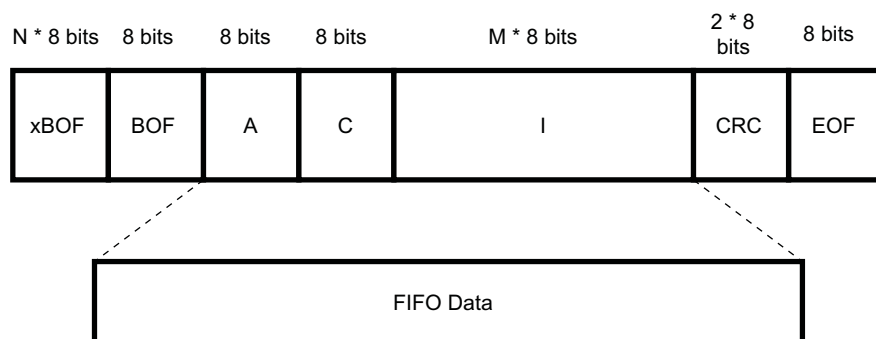 N * 8 bits 8 bits 8 bits 8 bits M * 8 bits 2 * 8 bits 8 bits
xBOF BOF A C I CRC EOF
FIFO Data